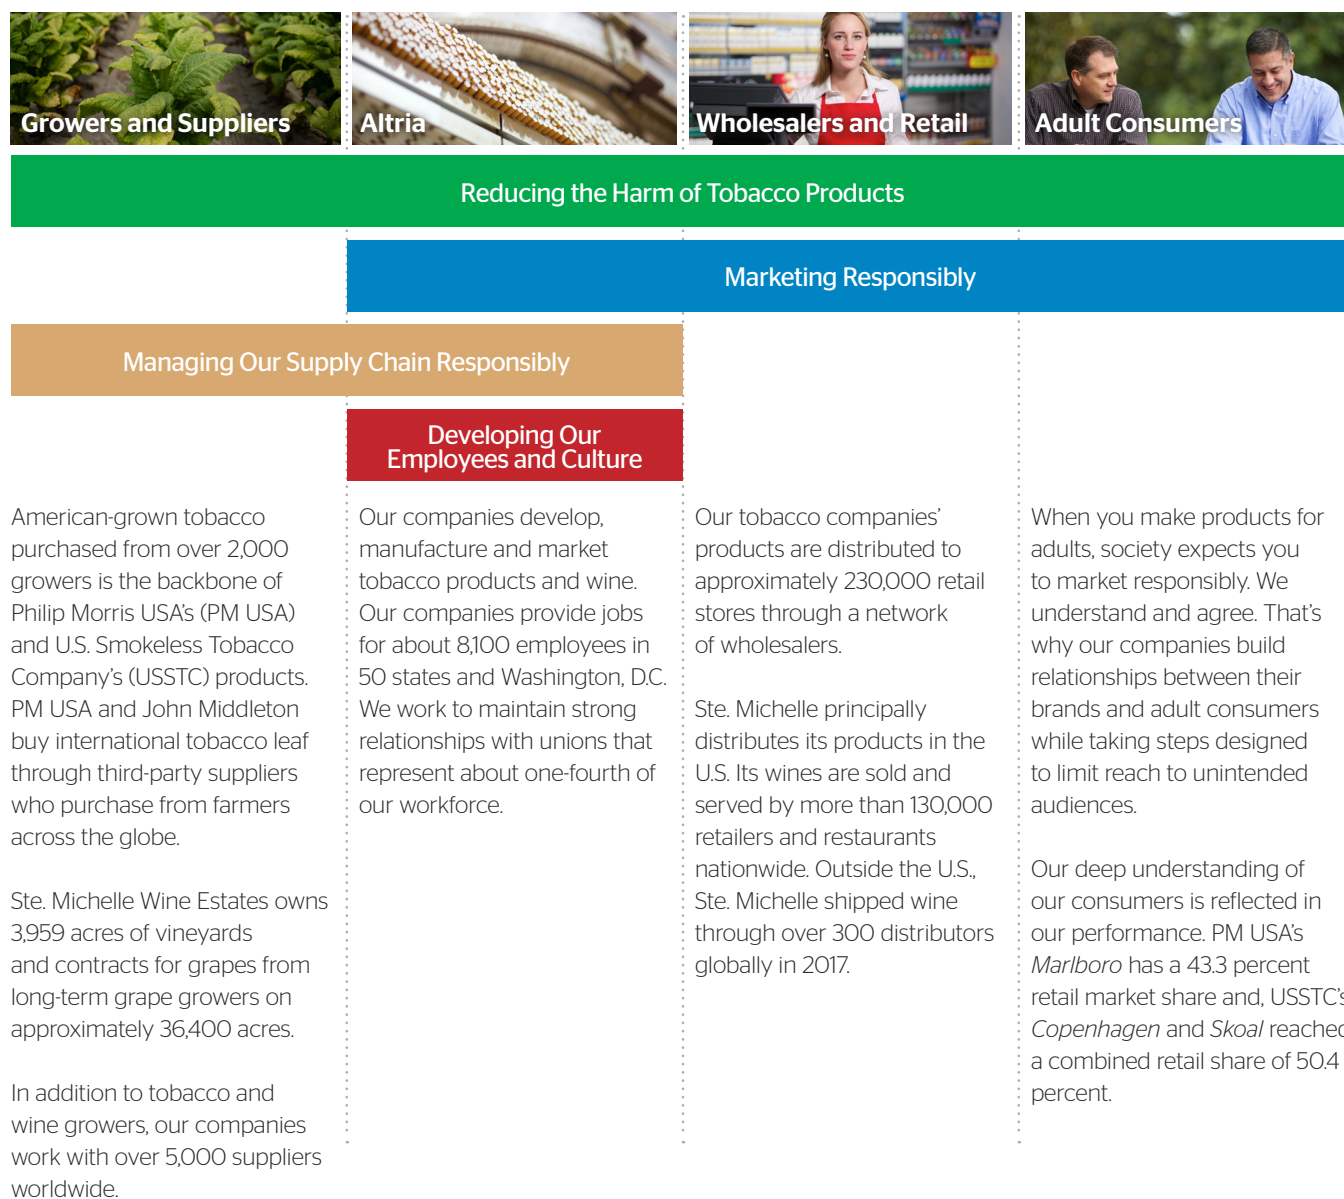 Growers and Suppliers
Altria
Wholesalers and Retail
Adult Consumers
Reducing the Harm of Tobacco Products
Marketing Responsibly
Managing Our Supply Chain Responsibly
Developing Our
Employees and Culture
American-grown tobacco
purchased from over 2,000
growers is the backbone of
Philip Morris USA's (PM USA)
and U.S. Smokeless Tobacco
Company's (USSTC) products.
PM USA and John Middleton
buy international tobacco leaf
through third-party suppliers
who purchase from farmers
across the globe.
Ste. Michelle Wine Estates owns
3,959 acres of vineyards
and contracts for grapes from
long-term grape growers on
approximately 36,400 acres.
In addition to tobacco and
wine growers, our companies
work with over 5,000 suppliers
worldwide.
Our companies develop,
manufacture and market
tobacco products and wine.
Our companies provide jobs
for about 8,100 employees in
50 states and Washington, D.C.
We work to maintain strong
relationships with unions that
represent about one-fourth of
our workforce.
Our tobacco companies'
products are distributed to
approximately 230,000 retail
stores through a network
of wholesalers.
Ste. Michelle principally
distributes its products in the
U.S. Its wines are sold and
served by more than 130,000
retailers and restaurants
nationwide. Outside the U.S.,
Ste. Michelle shipped wine
through over 300 distributors
globally in 2017.
When you make products for
adults, society expects you
to market responsibly. We
understand and agree. That's
why our companies build
relationships between their
brands and adult consumers
while taking steps designed
to limit reach to unintended
audiences.
Our deep understanding of
our consumers is reflected in
our performance. PM USA's
Marlboro has a 43.3 percent
retail market share and, USSTC's
Copenhagen and Skoal reached
a combined retail share of 50.4
percent.